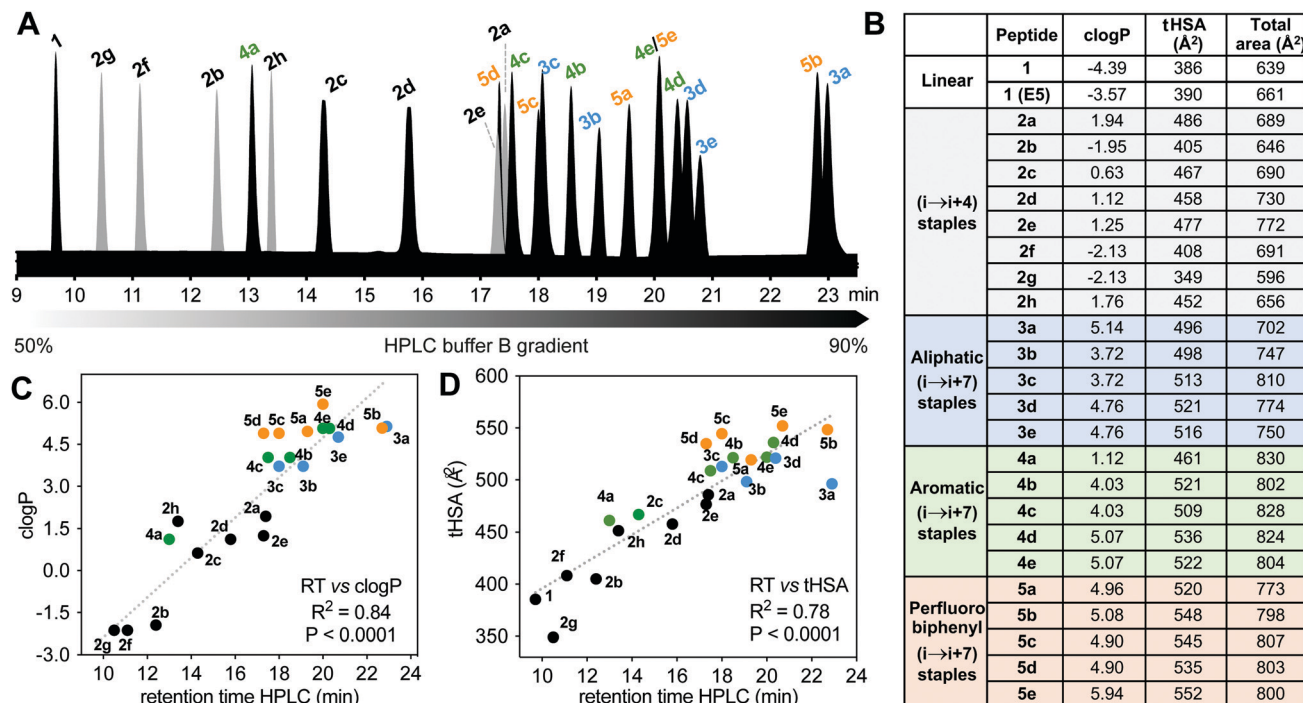 A
1
2g
2f
2b
4a
2h
2c
2d
2e
2a
5d
4c
5c
3c
4b
3b
5a
4e/5e
4d
3d
3e
5b
3a
9 10 11 12 13 14 15 16 17 18 19 20 21 22 23 min
50% HPLC buffer B gradient 90%
B
Peptide clogP tHSA (Å²) Total area (Å²)
Linear
1 -4.39 386 639
1 (E5) -3.57 390 661
(i→i+4) staples
2a 1.94 486 689
2b -1.95 405 646
2c 0.63 467 690
2d 1.12 458 730
2e 1.25 477 772
2f -2.13 408 691
2g -2.13 349 596
2h 1.76 452 656
Aliphatic (i→i+7) staples
3a 5.14 496 702
3b 3.72 498 747
3c 3.72 513 810
3d 4.76 521 774
3e 4.76 516 750
Aromatic (i→i+7) staples
4a 1.12 461 830
4b 4.03 521 802
4c 4.03 509 828
4d 5.07 536 824
4e 5.07 522 804
Perfluoro biphenyl (i→i+7) staples
5a 4.96 520 773
5b 5.08 548 798
5c 4.90 545 807
5d 4.90 535 803
5e 5.94 552 800
C
clogP
6.0
4.5
3.0
1.5
0.0
-1.5
-3.0
5e
5d 5c 5a 4e 4d 5b
3a
3e
4c 4b
3c 3b
2h
2a
4a
2d
2e
2c
2b
2g 2f
RT vs clogP
R² = 0.84
P < 0.0001
10 12 14 16 18 20 22 24
retention time HPLC (min)
D
tHSA (Å²)
600
550
500
450
400
350
5c 5e
5d 4b 4d 5b
3c 5a 4e 3d
4c
3b 3a
2a
4a 2c
2e
2h 2d
2f
2b
1
2g
RT vs tHSA
R² = 0.78
P < 0.0001
10 12 14 16 18 20 22 24
retention time HPLC (min)